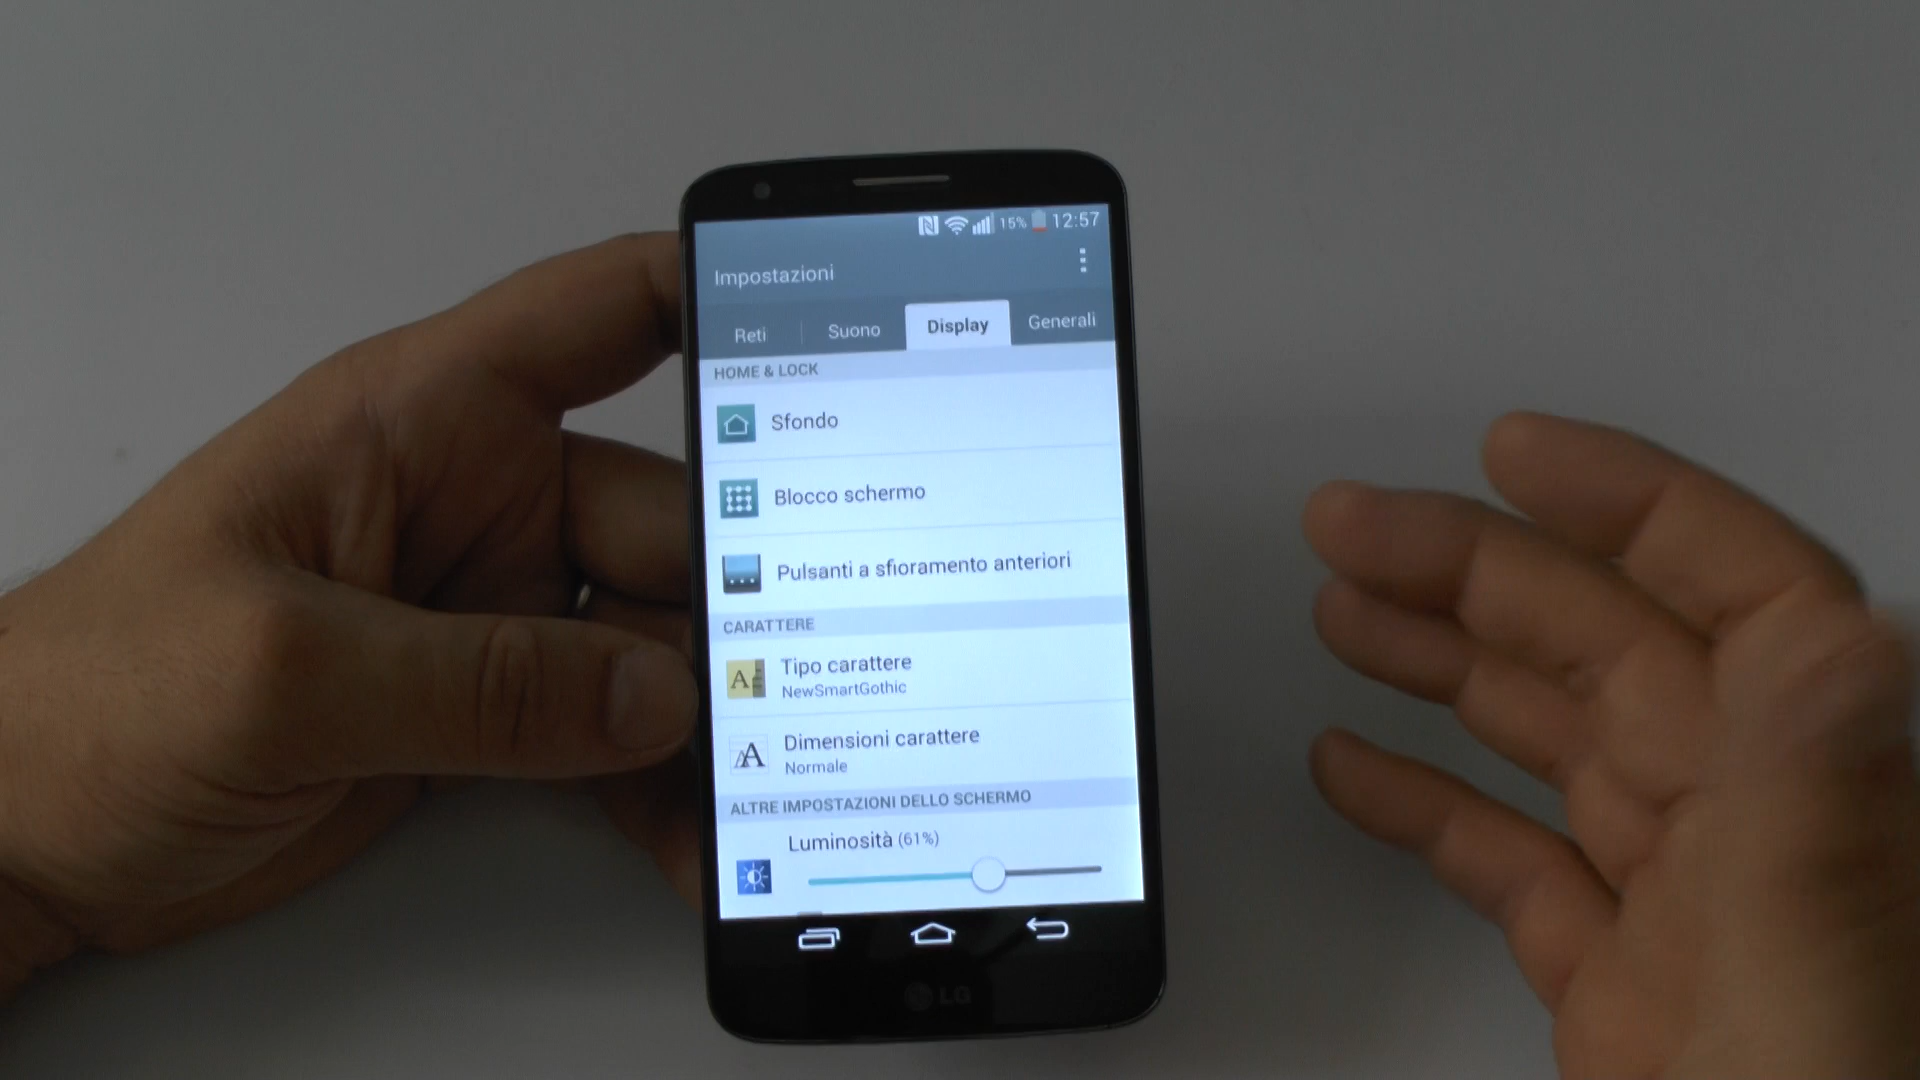 15% 12:57
Impostazioni
Reti Suono Display Generali
HOME & LOCK
Sfondo
Blocco schermo
Pulsanti a sfioramento anteriori
CARATTERE
Tipo carattere
NewSmartGothic
Dimensioni carattere
Normale
ALTRE IMPOSTAZIONI DELLO SCHERMO
Luminosità (61%)
LG